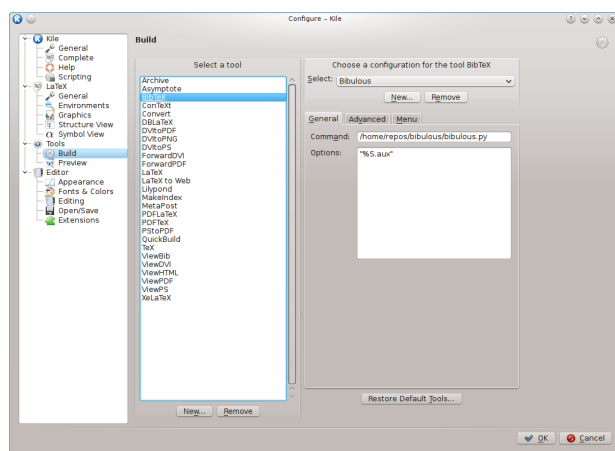 Configure – Kile
Kile
General
Complete
Help
Scripting
LaTeX
General
Environments
Graphics
Structure View
Symbol View
Tools
Build
Preview
Editor
Appearance
Fonts & Colors
Editing
Open/Save
Extensions
Build
Select a tool
Archive
Asymptote
BibTeX
ConTeXt
Convert
DBLaTeX
DVItoPDF
DVItoPNG
DVItoPS
ForwardDVI
ForwardPDF
LaTeX
LaTeX to Web
Lilypond
MakeIndex
MetaPost
PDFLaTeX
PDFTeX
PStoPDF
QuickBuild
TeX
ViewBib
ViewDVI
ViewHTML
ViewPDF
ViewPS
XeLaTeX
New... Remove
Choose a configuration for the tool BibTeX
Select: Bibulous
New... Remove
General Advanced Menu
Command: /home/repos/bibulous/bibulous.py
Options: "%S.aux"
Restore Default Tools...
OK Cancel